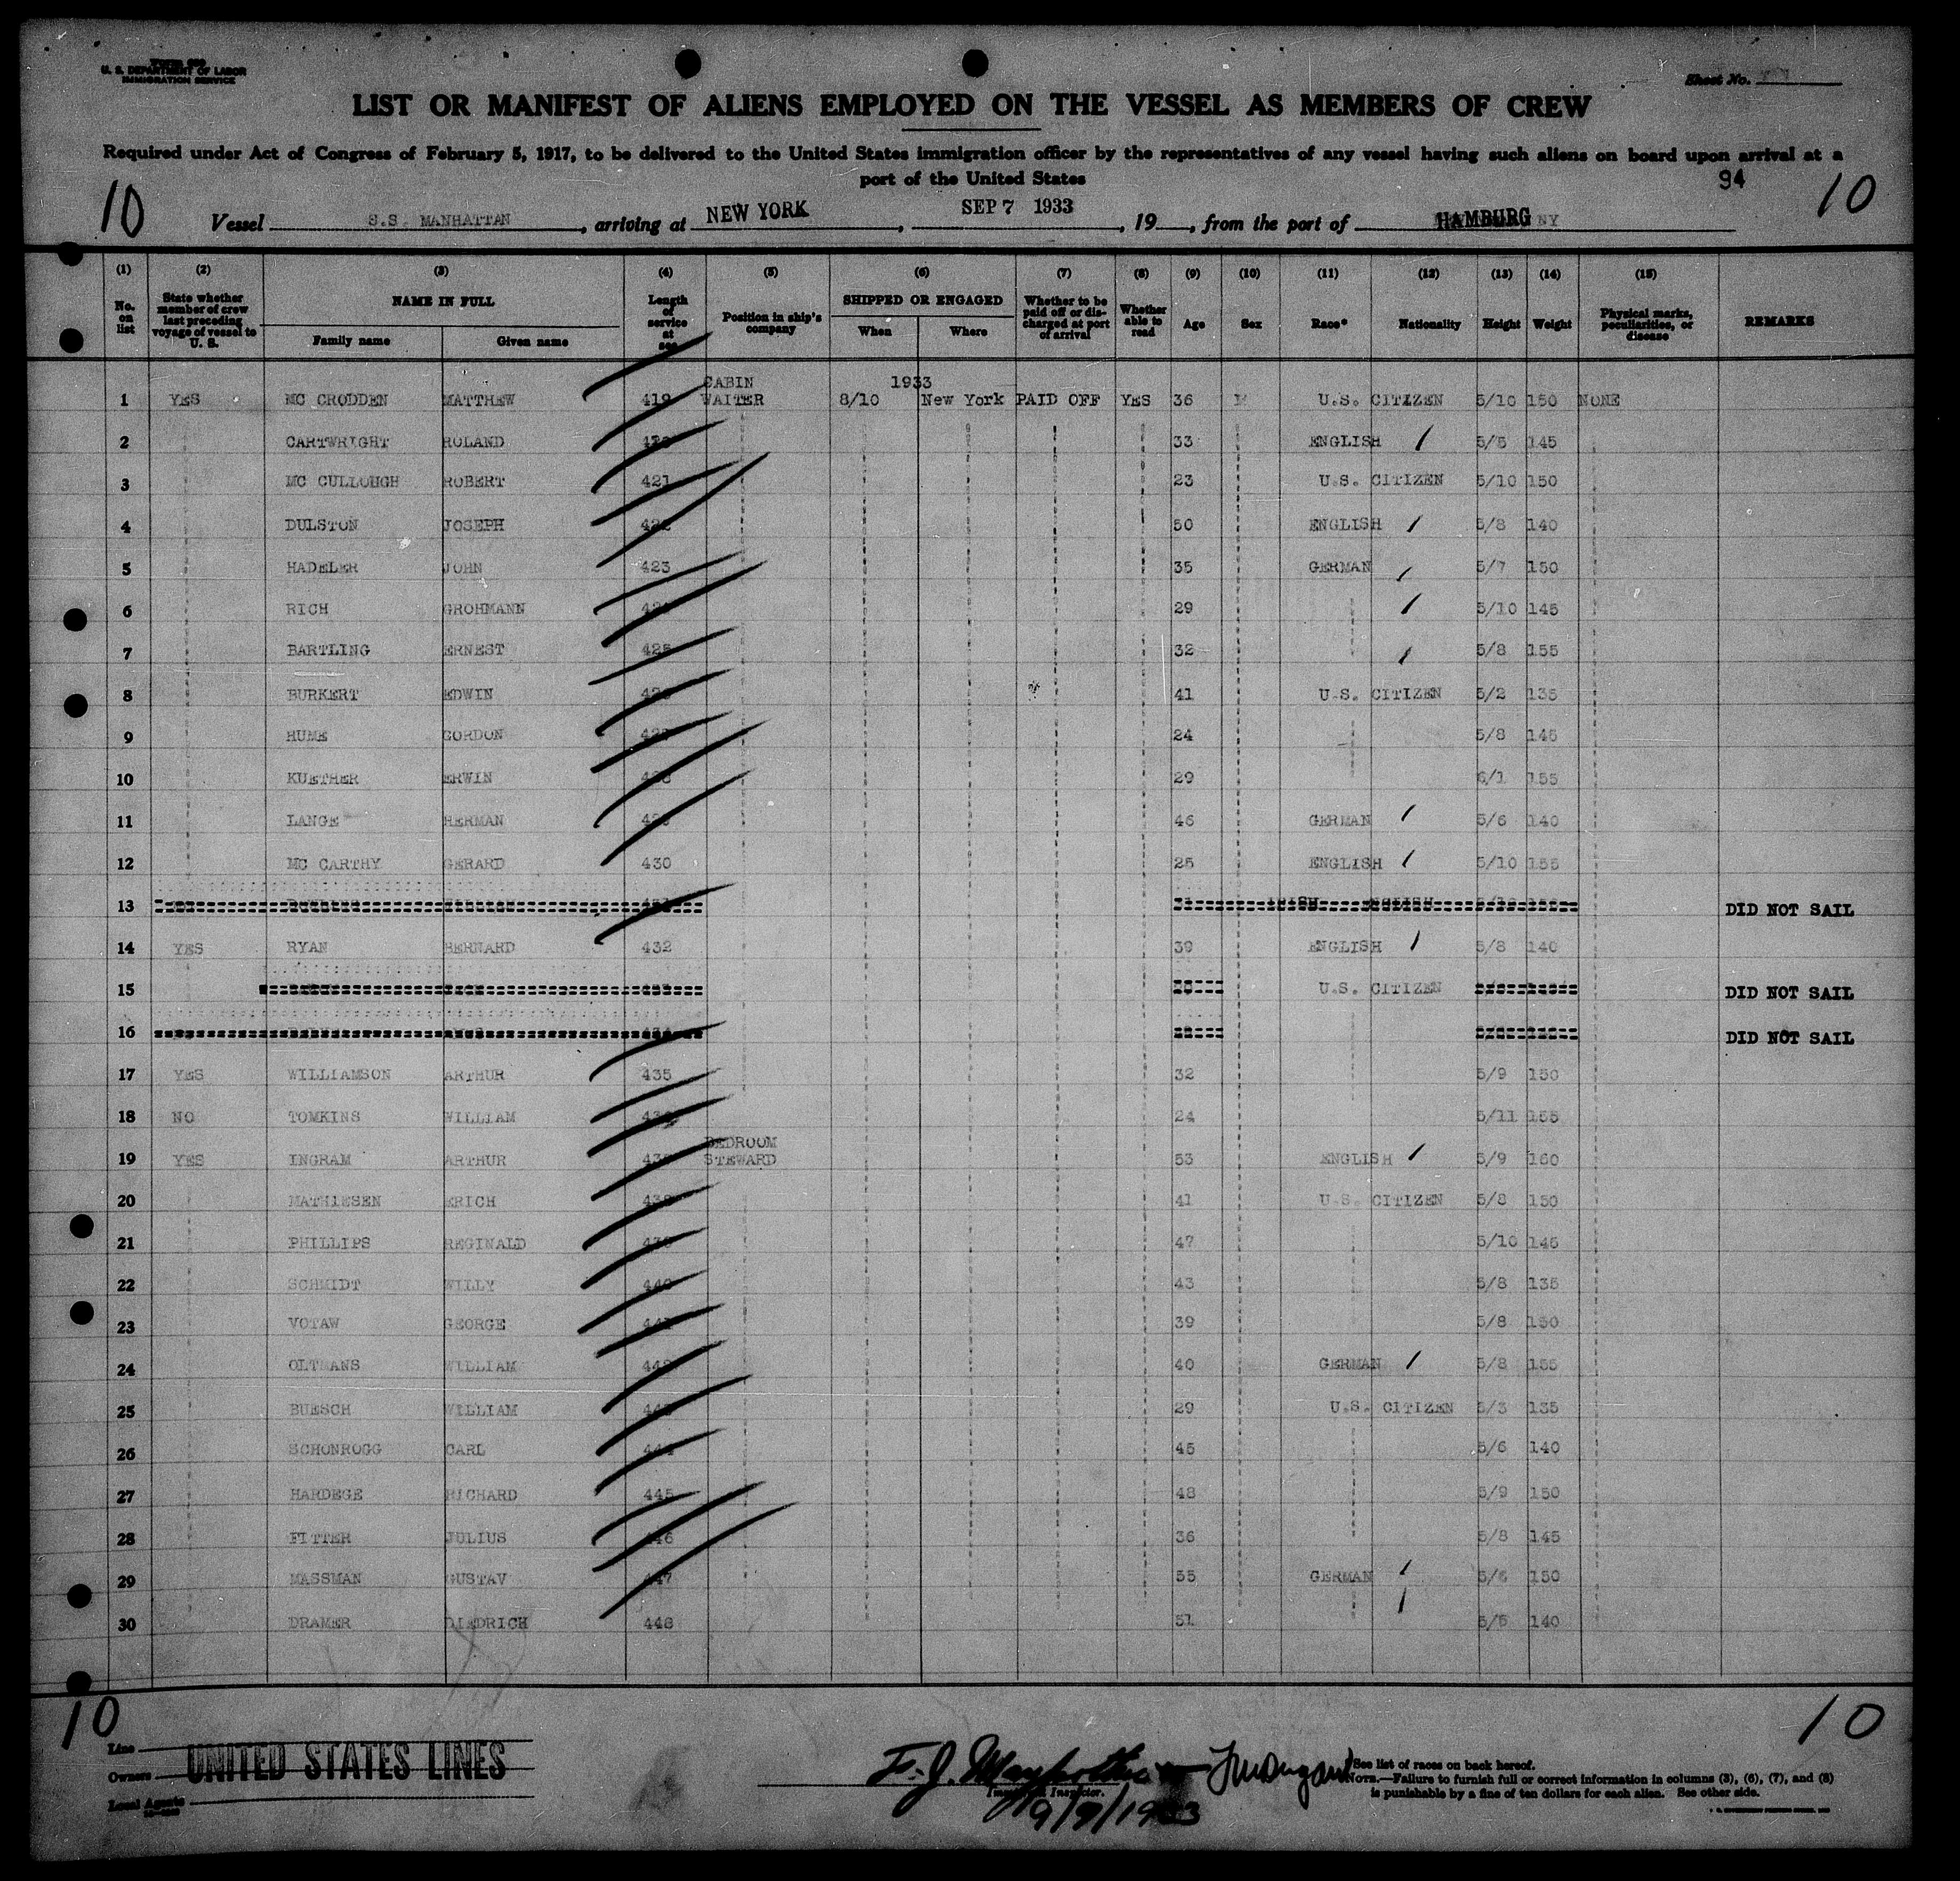 U. S. DEPARTMENT OF LABOR
IMMIGRATION SERVICE
Sheet No.
LIST OR MANIFEST OF ALIENS EMPLOYED ON THE VESSEL AS MEMBERS OF CREW
Required under Act of Congress of February 5, 1917, to be delivered to the United States immigration officer by the representatives of any vessel having such aliens on board upon arrival at a
port of the United States
94
10 10
Vessel S.S. MANHATTAN, arriving at NEW YORK, SEP 7 1933, 19, from the port of HAMBURG
(1) (2) (3) (4) (5) (6) (7) (8) (9) (10) (11) (12) (13) (14) (15)
No. on list State whether member of crew last preceding voyage of vessel to U. S. NAME IN FULL Family name Given name Length of service at sea Position in ship's company SHIPPED OR ENGAGED When Where Whether to be paid off or discharged at port of arrival Whether able to read Age Sex Race* Nationality Height Weight Physical marks, peculiarities, or disease REMARKS
CABIN 1933
1 YES MC CRODDEN MATTHEW 419 WAITER 8/10 New York PAID OFF YES 36 M U.S. CITIZEN 5/10 150 NONE
2 CARTWRIGHT ROLAND 420 33 ENGLISH 5/5 145
3 MC CULLOUGH ROBERT 421 23 U.S. CITIZEN 5/10 150
4 DULSTON JOSEPH 422 50 ENGLISH 5/8 140
5 HADELER JOHN 423 35 GERMAN 5/7 150
6 RICH GROHMANN 424 29 5/10 145
7 BARTLING ERNEST 425 32 5/8 155
8 BURKERT EDWIN 426 41 U.S. CITIZEN 5/2 135
9 HUME GORDON 427 24 5/8 145
10 KUETHER ERWIN 428 29 6/1 155
11 LANGE HERMAN 429 46 GERMAN 5/6 140
12 MC CARTHY GERARD 430 25 ENGLISH 5/10 155
13 DID NOT SAIL
14 YES RYAN BERNARD 432 39 ENGLISH 5/8 140
15 U.S. CITIZEN DID NOT SAIL
16 DID NOT SAIL
17 YES WILLIAMSON ARTHUR 435 32 5/9 150
18 NO TOMKINS WILLIAM 436 24 5/11 155
BEDROOM
19 YES INGRAM ARTHUR 437 STEWARD 53 ENGLISH 5/9 160
20 MATHIESEN ERICH 438 41 U.S. CITIZEN 5/8 150
21 PHILLIPS REGINALD 439 47 5/10 145
22 SCHMIDT WILLY 440 43 5/8 135
23 VOTAW GEORGE 441 39 5/8 150
24 OLTMANS WILLIAM 442 40 GERMAN 5/8 155
25 BUESCH WILLIAM 443 29 U.S. CITIZEN 5/3 135
26 SCHONROGG CARL 444 45 5/6 140
27 HARDEGE RICHARD 445 48 5/9 150
28 FITTER JULIUS 446 36 5/8 145
29 MASSMAN GUSTAV 447 55 GERMAN 5/6 150
30 DRAMER DIEDRICH 448 51 5/5 140
10 10
Line
Owners UNITED STATES LINES
Local Agents
F. J.
Inspector.
9/9/1933
*See list of races on back hereof.
NOTE.—Failure to furnish full or correct information in columns (3), (6), (7), and (8)
is punishable by a fine of ten dollars for each alien. See other side.